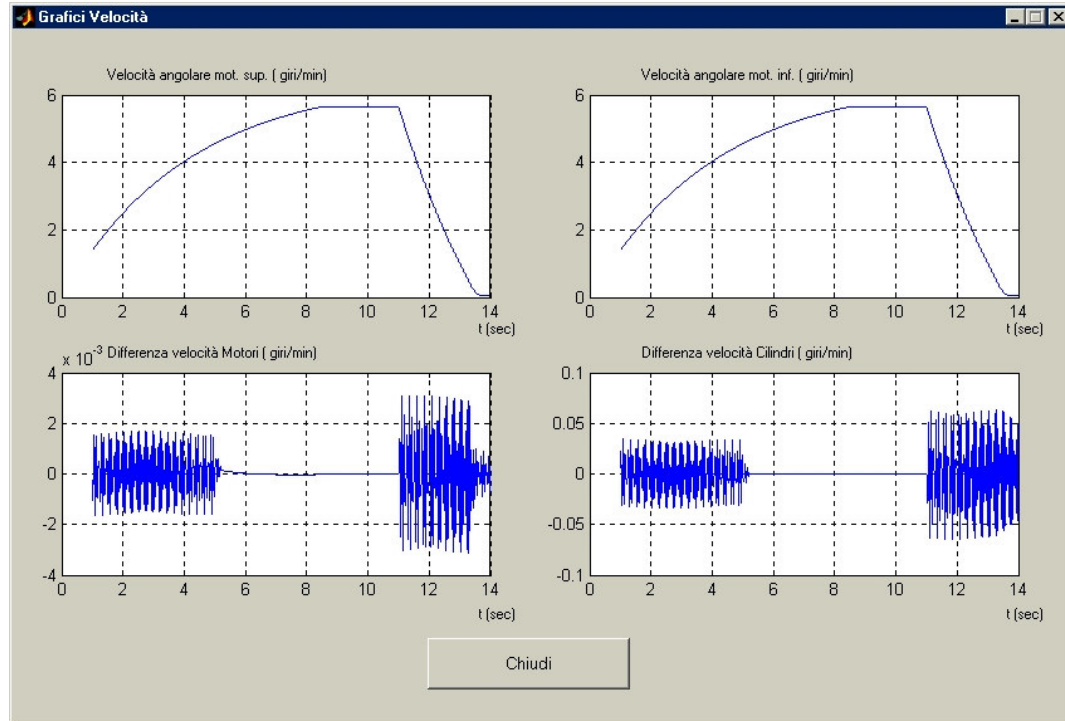 Grafici Velocità
Velocità angolare mot. sup. ( giri/min)
6
4
2
0
0 2 4 6 8 10 12 14
t (sec)
Velocità angolare mot. inf. ( giri/min)
6
4
2
0
0 2 4 6 8 10 12 14
t (sec)
x 10-3 Differenza velocità Motori ( giri/min)
4
2
0
-2
-4
0 2 4 6 8 10 12 14
t (sec)
Differenza velocità Cilindri ( giri/min)
0.1
0.05
0
-0.05
-0.1
0 2 4 6 8 10 12 14
t (sec)
Chiudi